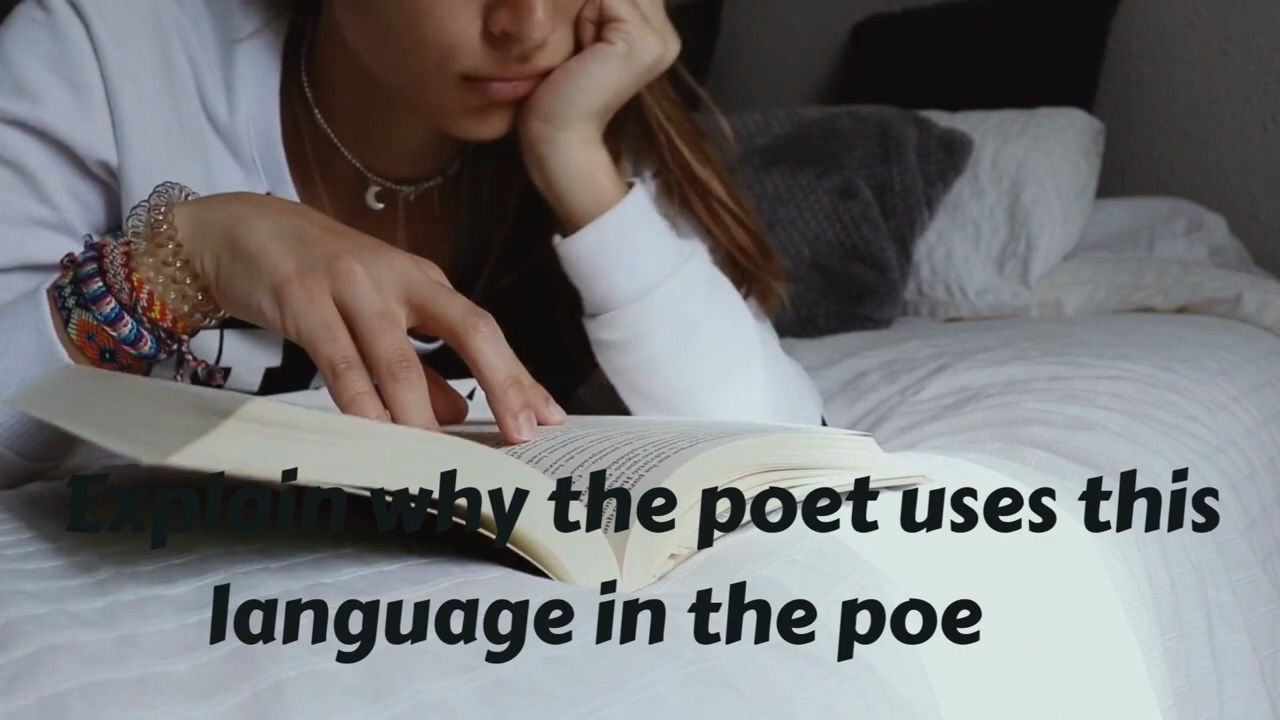 Explain why the poet uses this
language in the poe